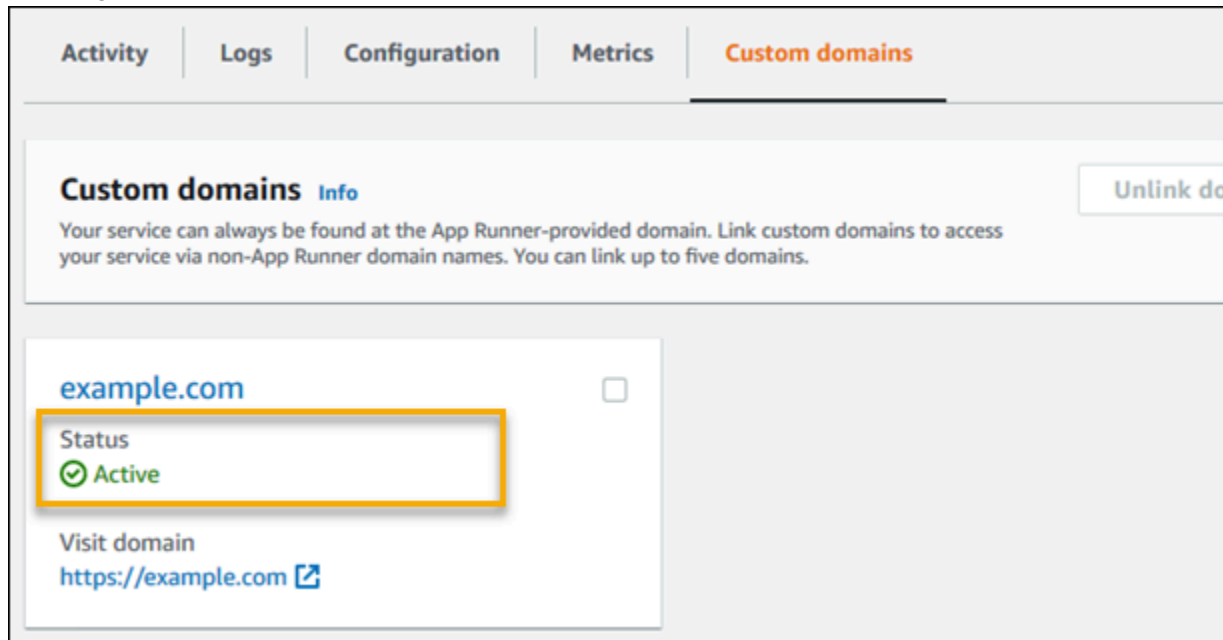 Activity Logs Configuration Metrics Custom domains
Custom domains Info
Unlink do
Your service can always be found at the App Runner-provided domain. Link custom domains to access
your service via non-App Runner domain names. You can link up to five domains.
example.com
Status
Active
Visit domain
https://example.com